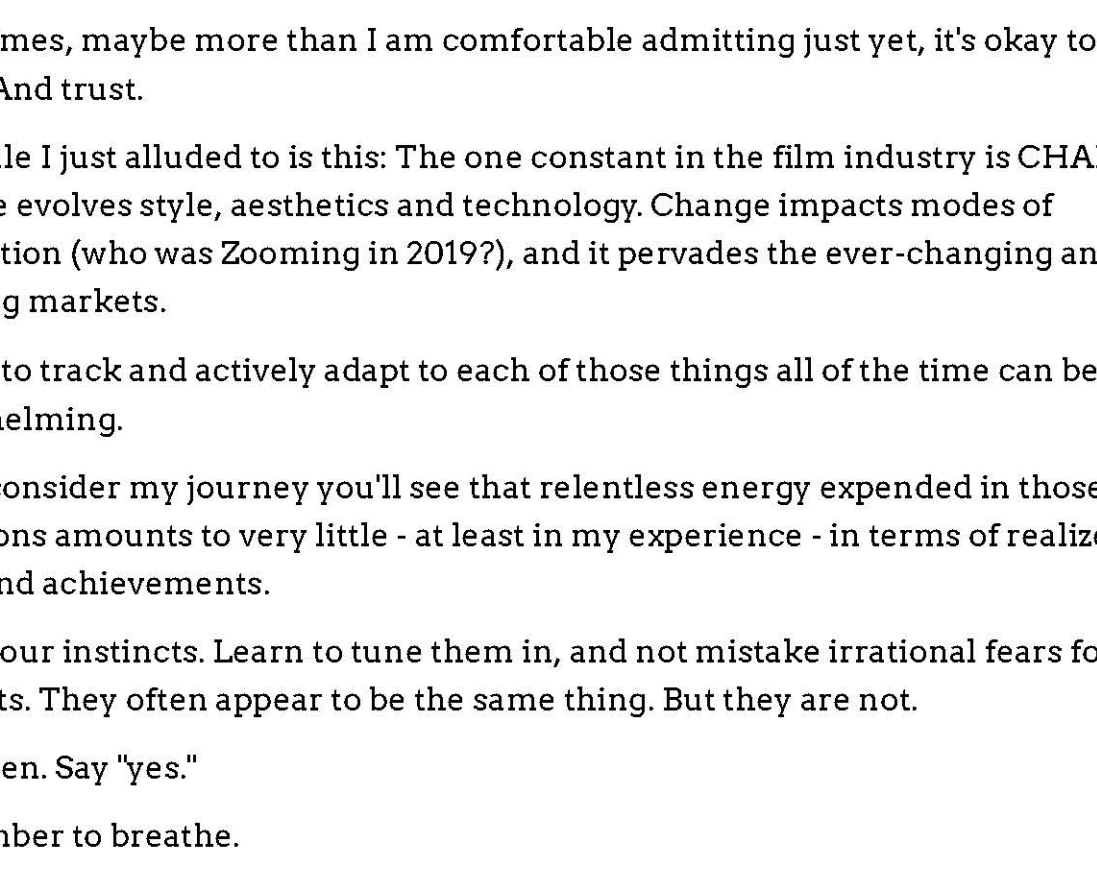 mes, maybe more than I am comfortable admitting just yet, it's okay to
And trust.
le I just alluded to is this: The one constant in the film industry is CHA
e evolves style, aesthetics and technology. Change impacts modes of
tion (who was Zooming in 2019?), and it pervades the ever-changing an
g markets.
to track and actively adapt to each of those things all of the time can be
helming.
consider my journey you'll see that relentless energy expended in those
ons amounts to very little - at least in my experience - in terms of realize
nd achievements.
our instincts. Learn to tune them in, and not mistake irrational fears fo
ts. They often appear to be the same thing. But they are not.
en. Say "yes."
mber to breathe.